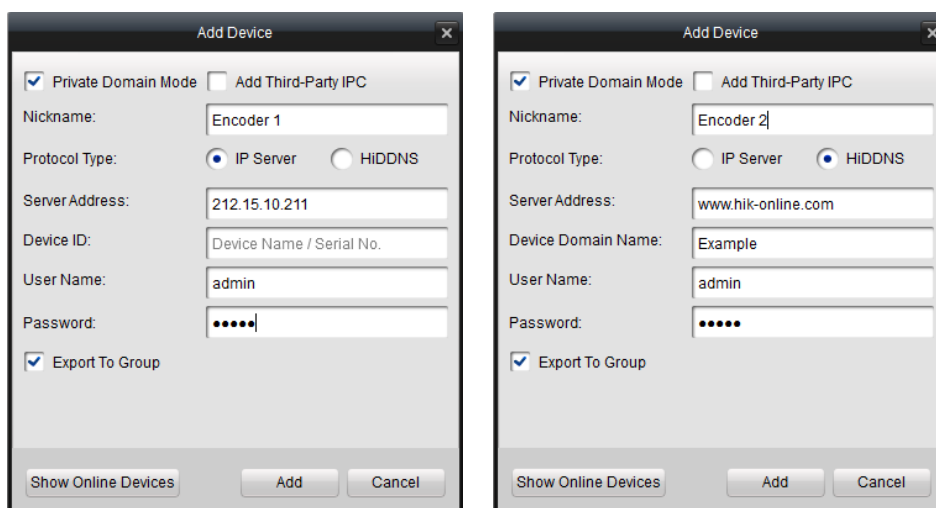 Add Device
Private Domain Mode Add Third-Party IPC
Nickname: Encoder 1
Protocol Type: IP Server HiDDNS
Server Address: 212.15.10.211
Device ID: Device Name / Serial No.
User Name: admin
Password: •••••
Export To Group
Show Online Devices Add Cancel
Add Device
Private Domain Mode Add Third-Party IPC
Nickname: Encoder 2
Protocol Type: IP Server HiDDNS
Server Address: www.hik-online.com
Device Domain Name: Example
User Name: admin
Password: •••••
Export To Group
Show Online Devices Add Cancel